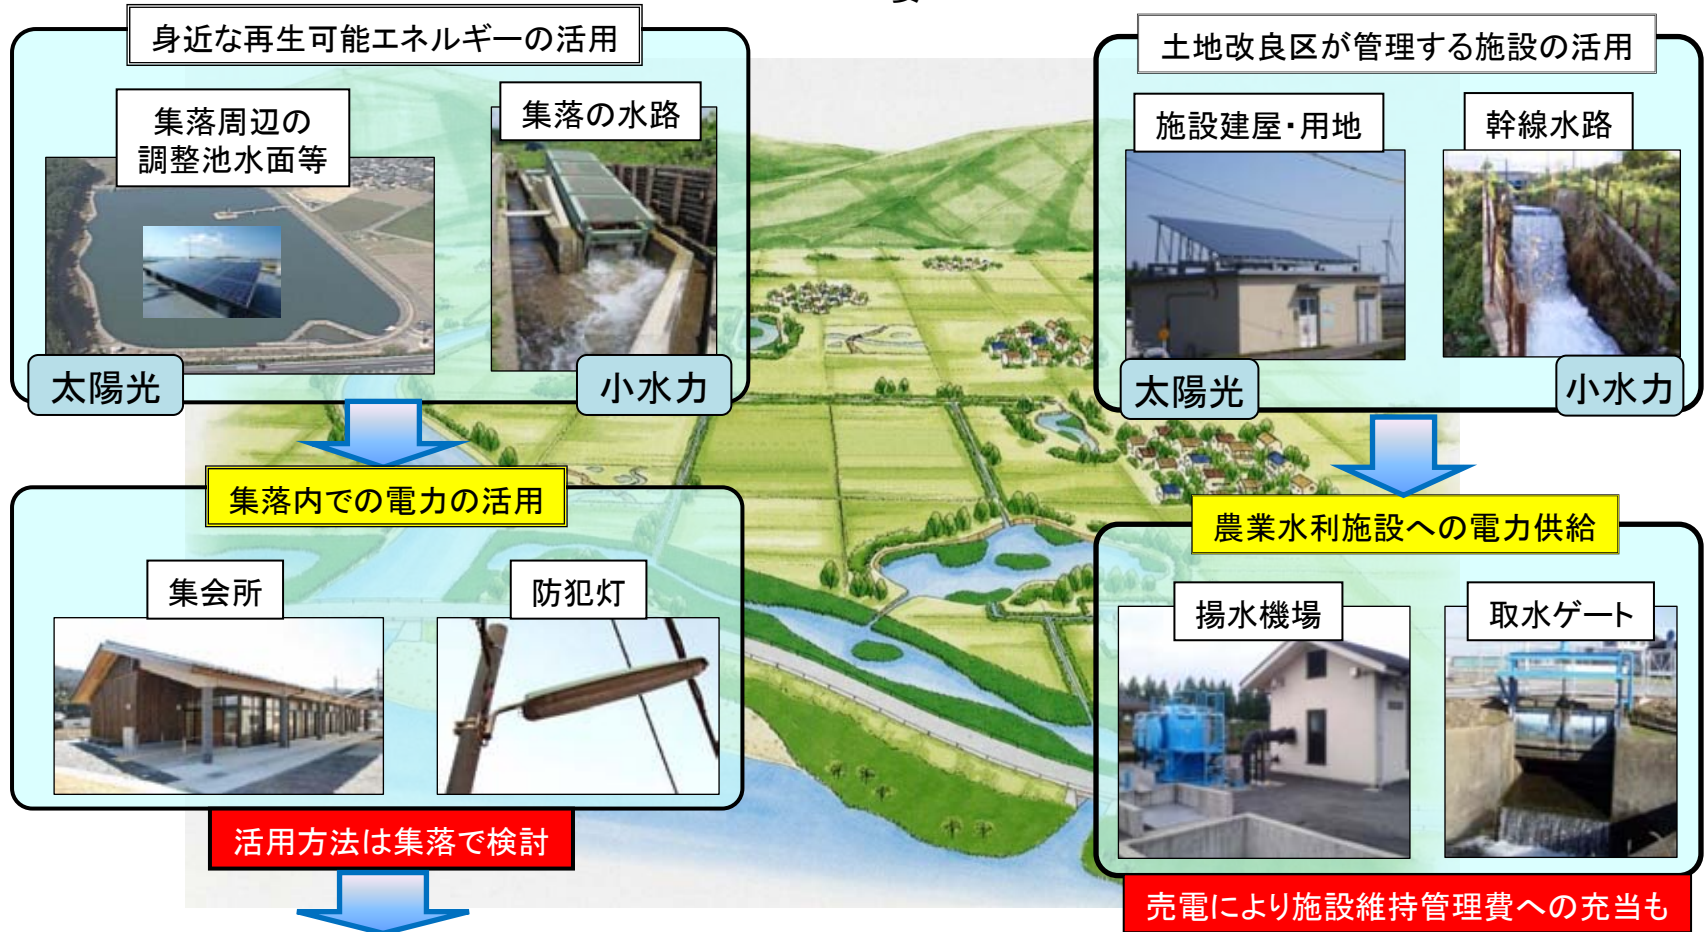 身近な再生可能エネルギーの活用
集落周辺の
調整池水面等
集落の水路
太陽光
小水力
集落内での電力の活用
集会所
防犯灯
活用方法は集落で検討
土地改良区が管理する施設の活用
施設建屋・用地
幹線水路
太陽光
小水力
農業水利施設への電力供給
揚水機場
取水ゲート
売電により施設維持管理費への充当も